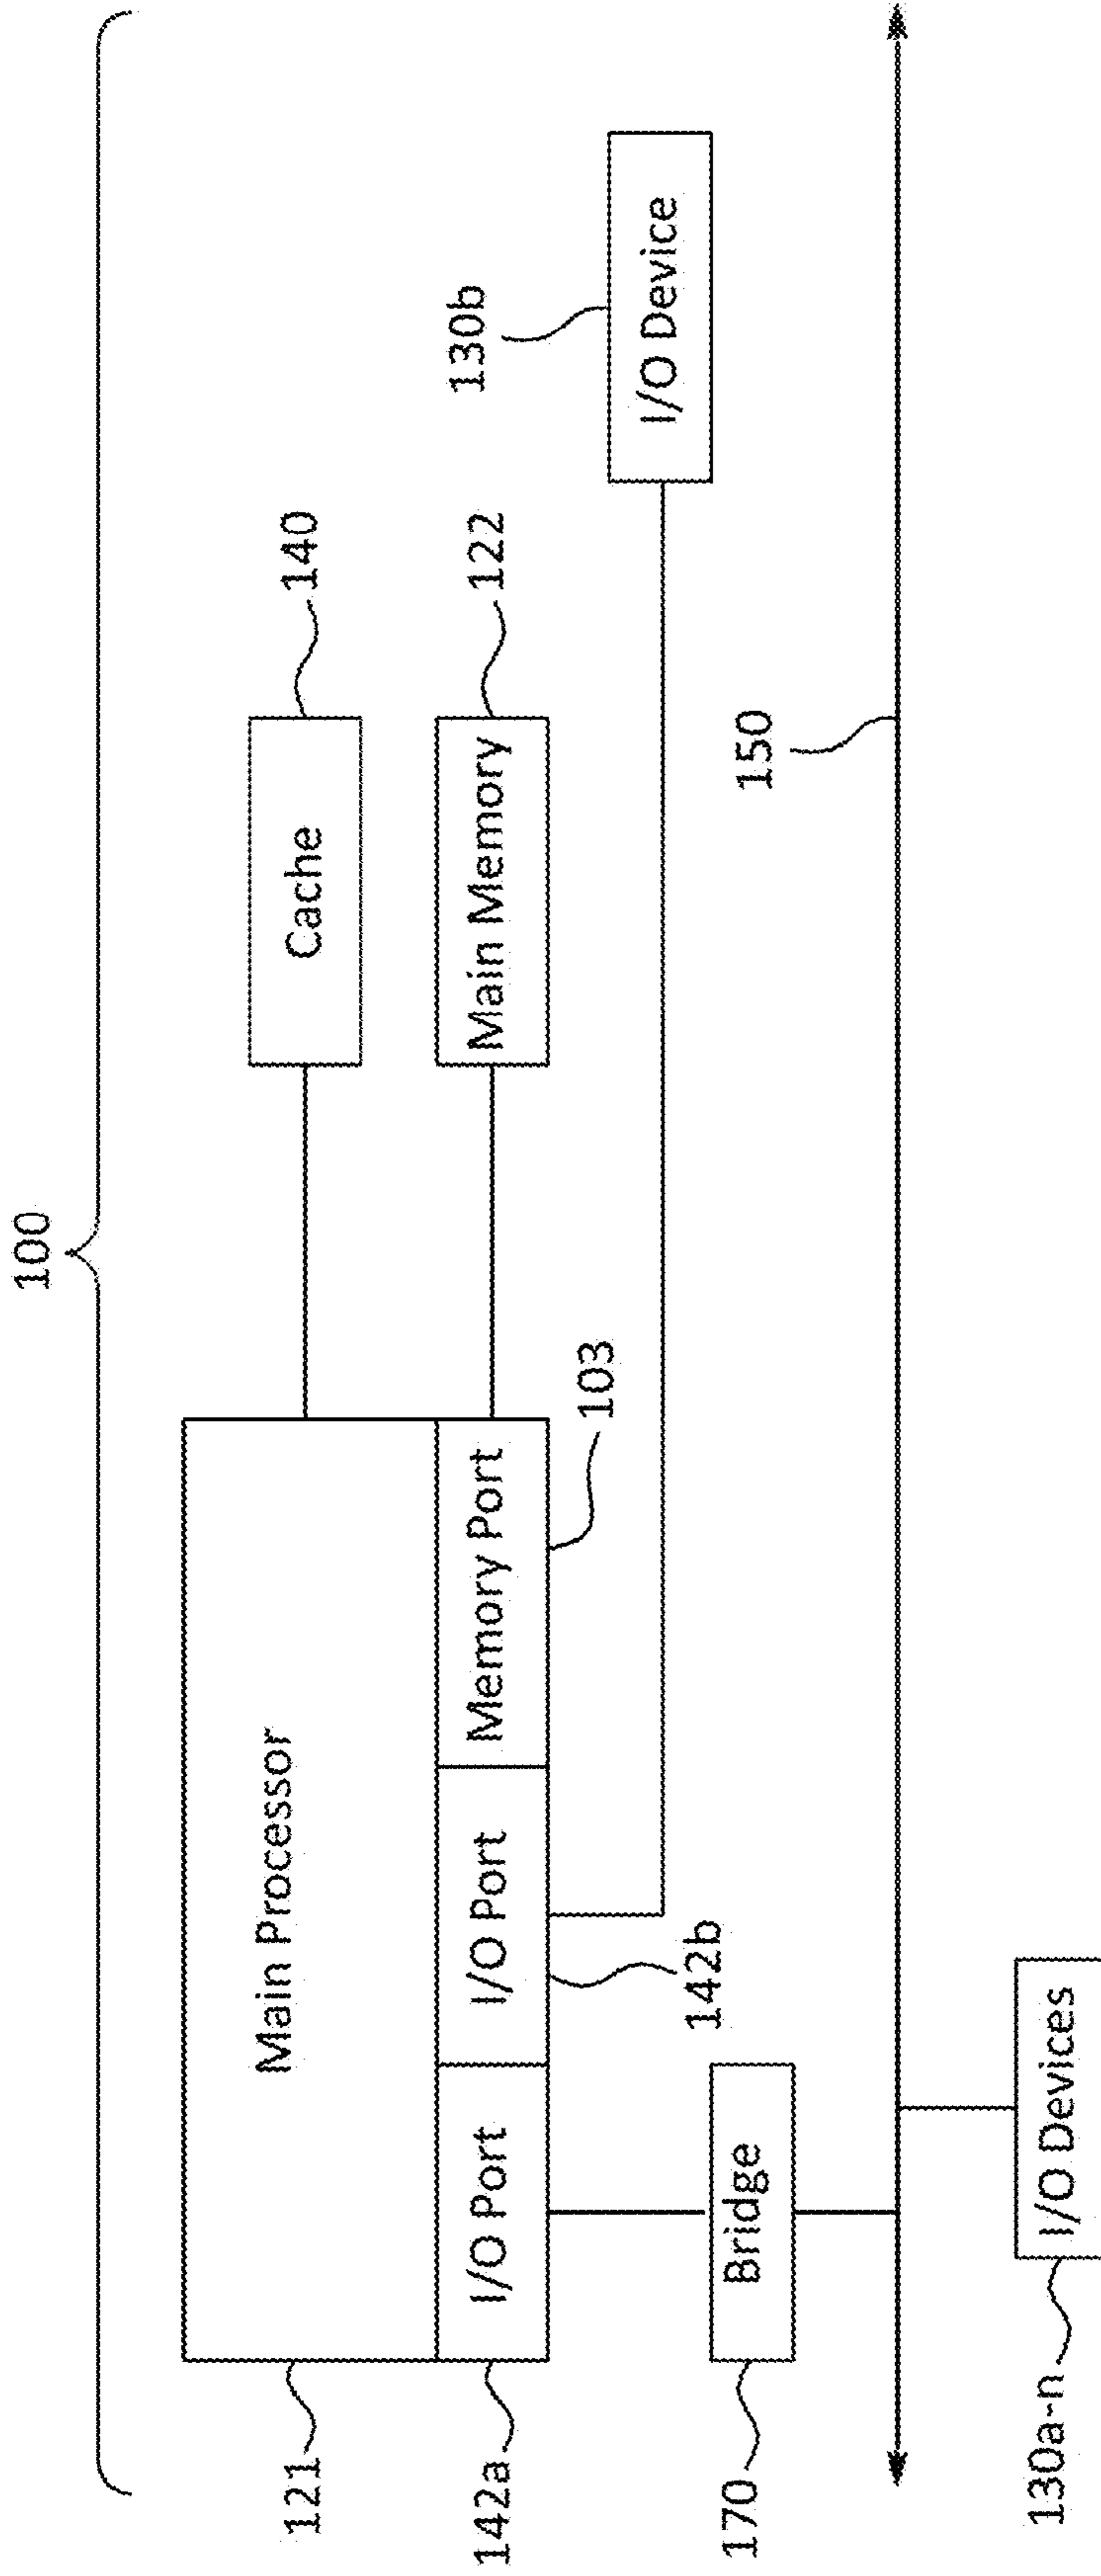 100
121
Main Processor
Cache
140
142a
I/O Port
I/O Port
Memory Port
Main Memory
122
103
142b
130b
I/O Device
170
Bridge
150
130a-n
I/O Devices